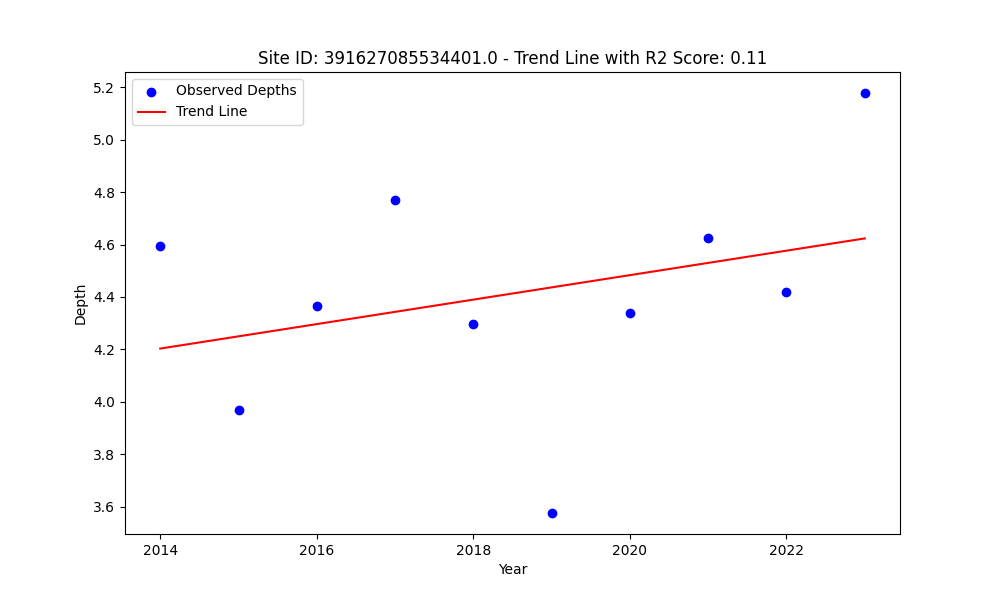 Site ID: 391627085534401.0 - Trend Line with R2 Score: 0.11
Observed Depths
Trend Line
5.2
5.0
4.8
4.6
4.4
4.2
4.0
3.8
3.6
Depth
2014
2016
2018
2020
2022
Year